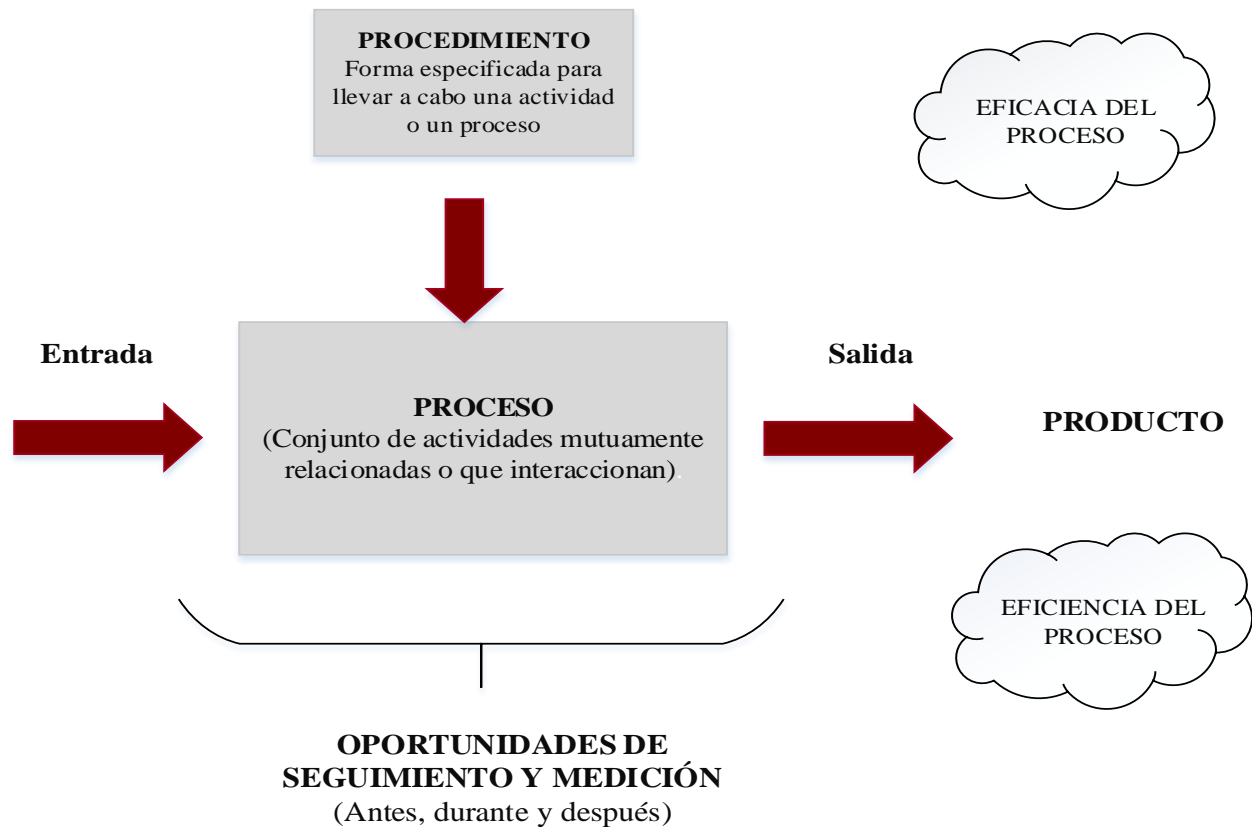 PROCEDIMIENTO
Forma especificada para
llevar a cabo una actividad
o un proceso
EFICACIA DEL
PROCESO
Entrada
Salida
PROCESO
(Conjunto de actividades mutuamente
relacionadas o que interaccionan).
PRODUCTO
EFICIENCIA DEL
PROCESO
OPORTUNIDADES DE
SEGUIMIENTO Y MEDICIÓN
(Antes, durante y después)